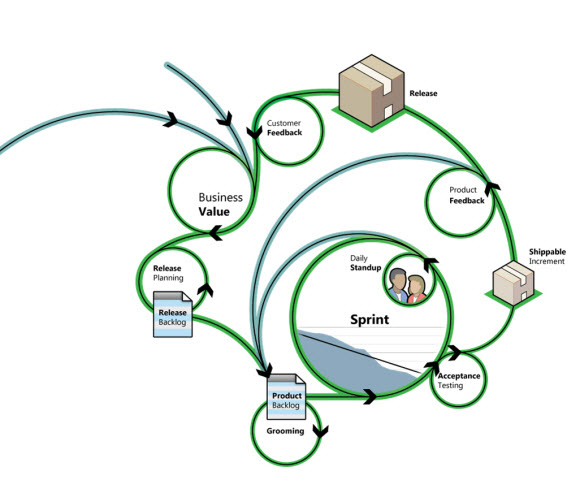 Release
Customer
Feedback
Product
Feedback
Business
Value
Daily
Standup
Shippable
Increment
Release
Planning
Release
Backlog
Sprint
Acceptance
Testing
Product
Backlog
Grooming